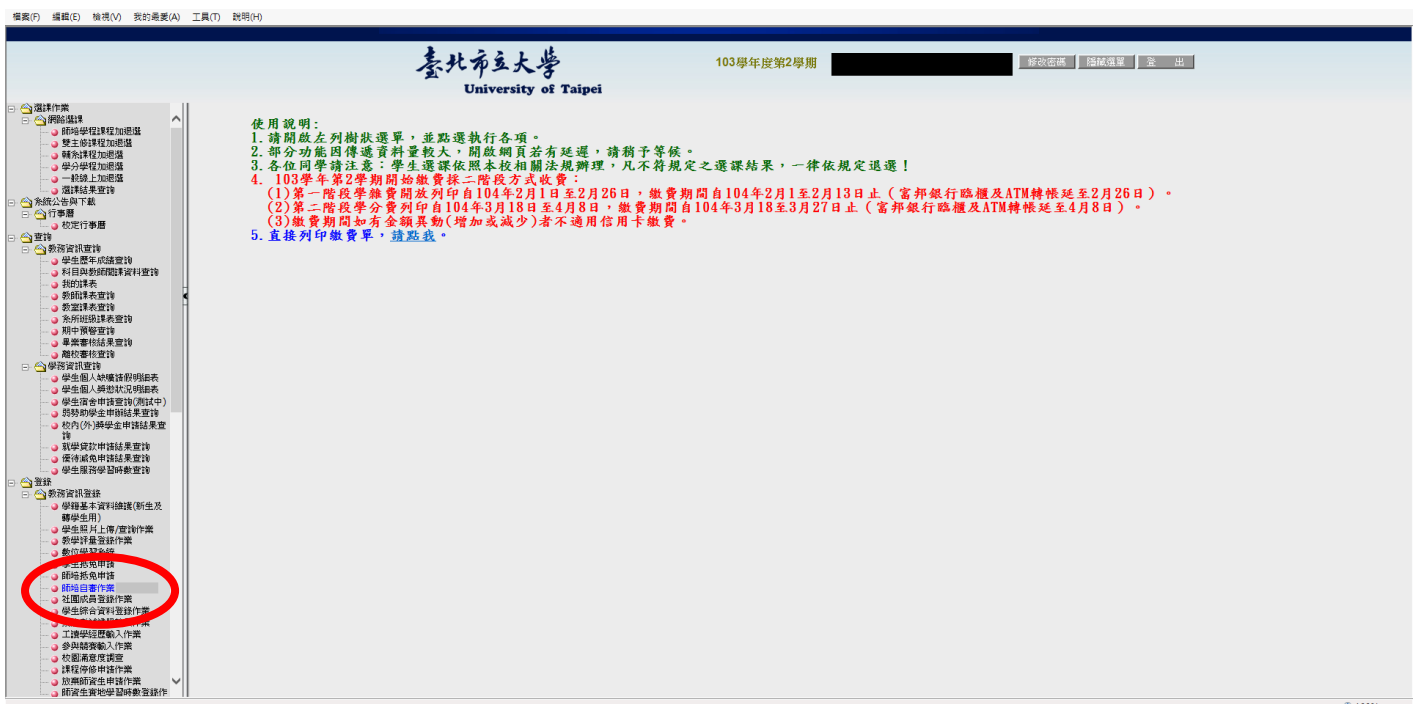 檔案(F) 編輯(E) 檢視(V) 我的最愛(A) 工具(T) 說明(H)
臺北市立大學
University of Taipei
103學年度第2學期
修改密碼 隱藏選單 登 出
選課作業
網路選課
師培學程課程加退選
雙主修課程加退選
輔系課程加退選
學分學程加退選
一般線上加退選
選課結果查詢
系統公告與下載
行事曆
校定行事曆
查詢
教務資訊查詢
學生歷年成績查詢
科目與教師開課資料查詢
我的課表
教師課表查詢
教室課表查詢
系所班級課表查詢
期中預警查詢
畢業審核結果查詢
離校審核查詢
學務資訊查詢
學生個人缺曠請假明細表
學生個人獎懲狀況明細表
學生宿舍申請查詢(測試中)
弱勢助學金申辦結果查詢
校內(外)獎學金申請結果查
詢
就學貸款申請結果查詢
優待減免申請結果查詢
學生服務學習時數查詢
登錄
教務資訊登錄
學籍基本資料維護(新生及
轉學生用)
學生照片上傳/查詢作業
教學評量登錄作業
數位學習系統
學生抵免申請
師培抵免申請
師培自審作業
社團成員登錄作業
學生綜合資料登錄作業
工讀學經歷輸入作業
參與競賽輸入作業
校園滿意度調查
課程停修申請作業
放棄師資生申請作業
師資生實地學習時數登錄作
使用說明:
1.請開啟左列樹狀選單，並點選執行各項。
2.部分功能因傳遞資料量較大，開啟網頁若有延遲，請稍予等候。
3.各位同學請注意：學生選課依照本校相關法規辦理，凡不符規定之選課結果，一律依規定退選！
4. 103學年第2學期開始繳費採二階段方式收費：
(1)第一階段學雜費開放列印自104年2月1日至2月26日，繳費期間自104年2月1至2月13日止（富邦銀行臨櫃及ATM轉帳延至2月26日）。
(2)第二階段學分費列印自104年3月18日至4月8日，繳費期間自104年3月18至3月27日止（富邦銀行臨櫃及ATM轉帳延至4月8日）。
(3)繳費期間如有金額異動(增加或減少)者不適用信用卡繳費。
5.直接列印繳費單，請點我。